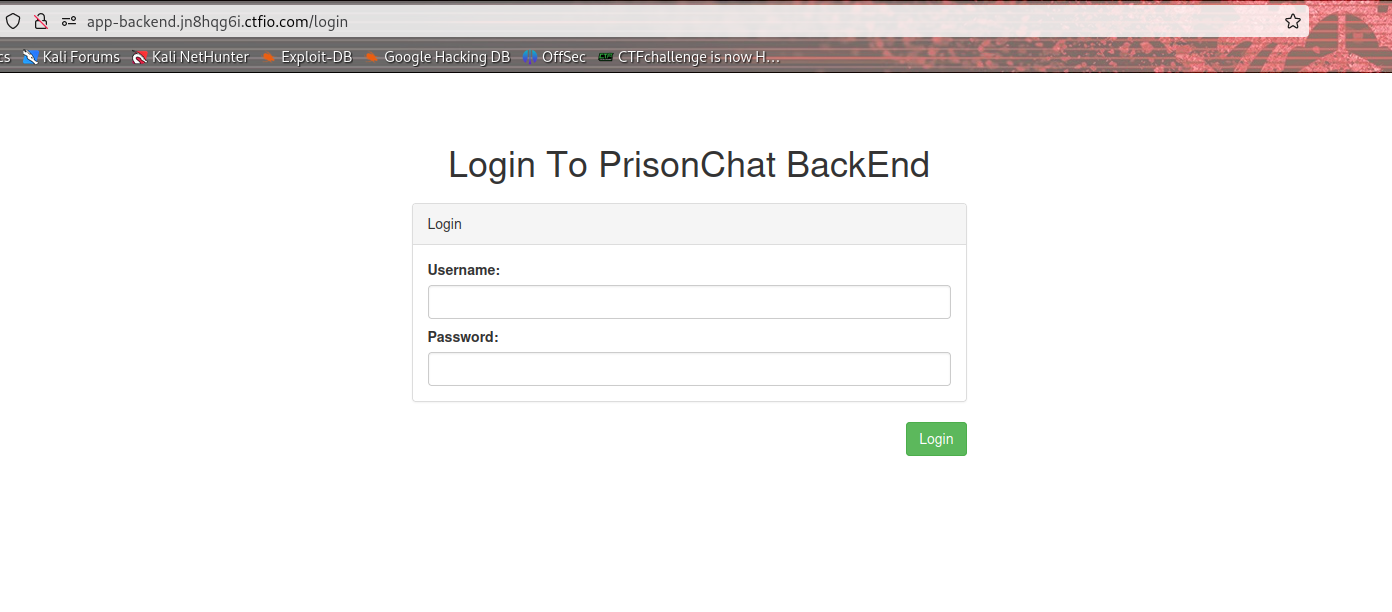 app-backend.jn8hqg6i.ctfio.com/login
cs Kali Forums Kali NetHunter Exploit-DB Google Hacking DB OffSec CTFchallenge is now H…
Login To PrisonChat BackEnd
Login
Username:
Password:
Login